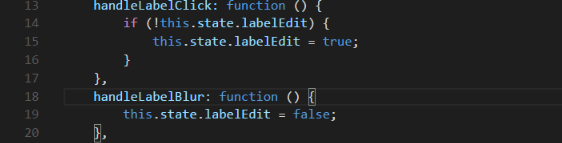 13 handleLabelClick: function () {
14 if (!this.state.labelEdit) {
15 this.state.labelEdit = true;
16 }
17 },
18 handleLabelBlur: function () {
19 this.state.labelEdit = false;
20 },